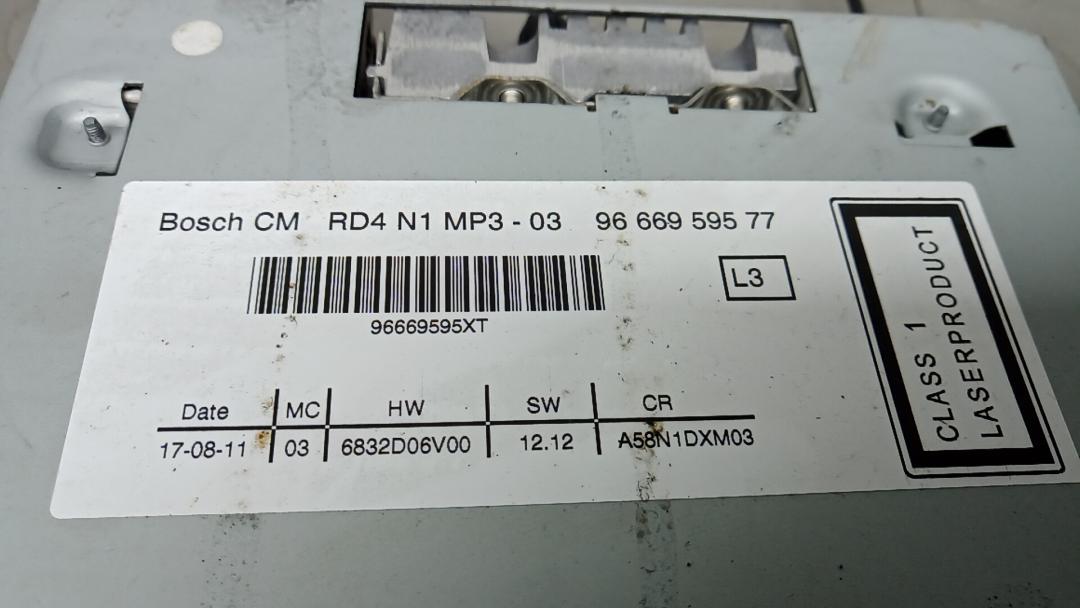 Bosch CM RD4 N1 MP3 - 03 96 669 595 77
L3
96669595XT
Date MC HW SW CR
17-08-11 03 6832D06V00 12.12 A58N1DXM03
CLASS 1
LASERPRODUCT